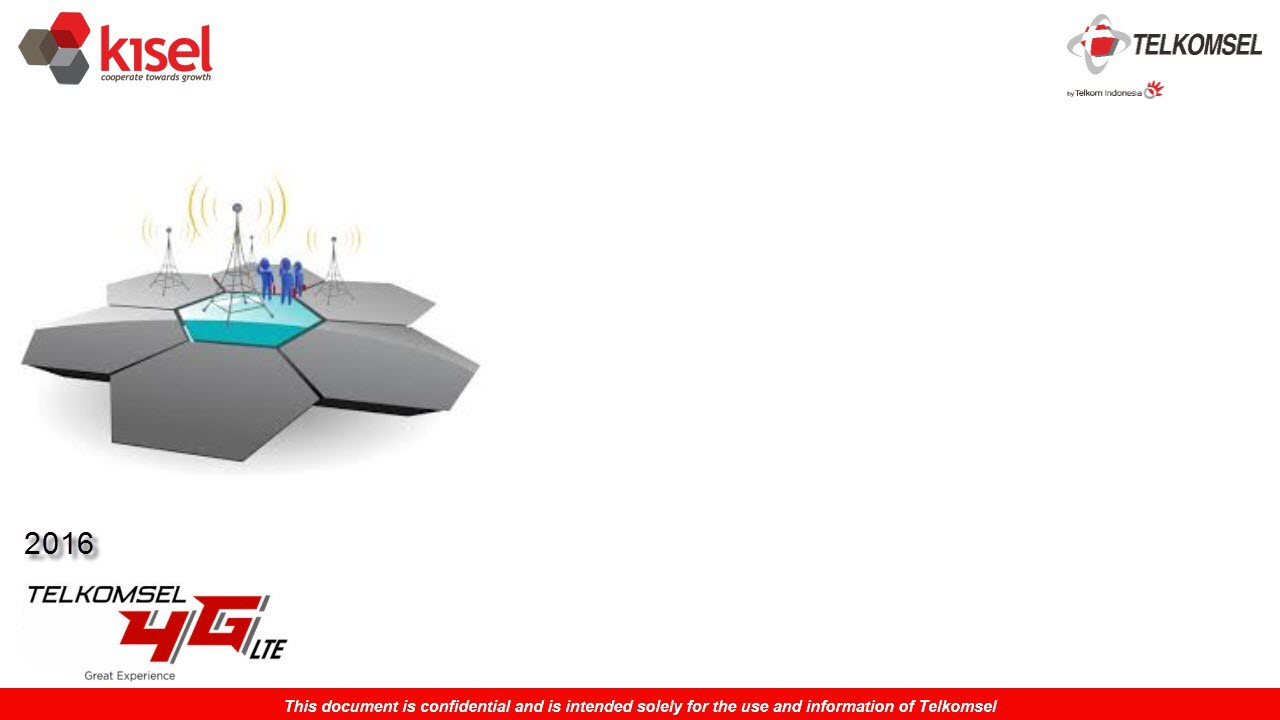 kisel
cooperate towards growth
TELKOMSEL
by Telkom Indonesia
2016
TELKOMSEL
4G LTE
Great Experience
This document is confidential and is intended solely for the use and information of Telkomsel